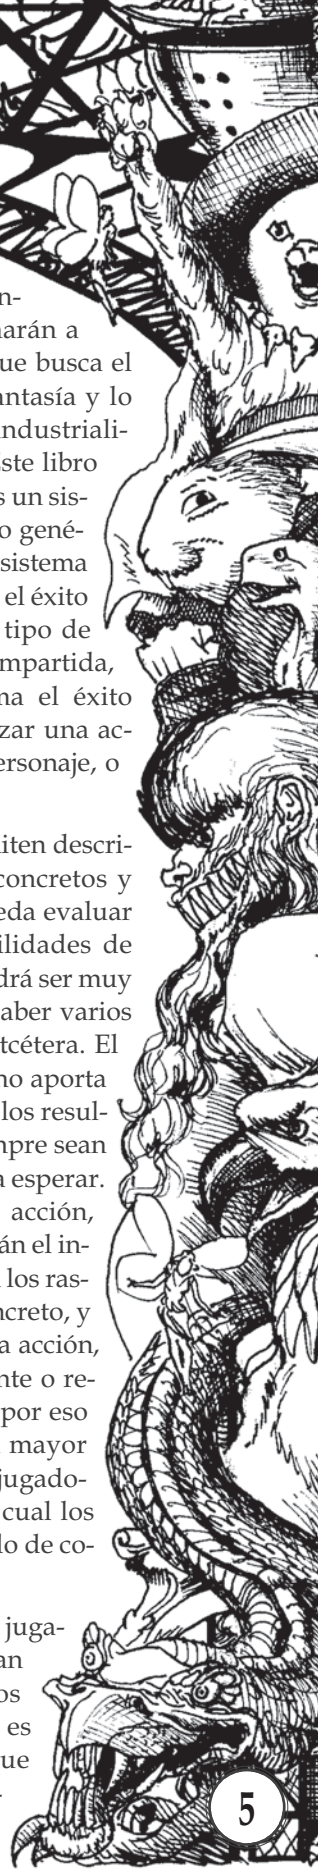 n-
narán a
ue busca el
antasía y lo
industriali-
ste libro
s un sis-
o gené-
sistema
el éxito
tipo de
mpartida,
ma el éxito
zar una ac-
ersonaje, o
niten descri-
concretos y
eda evaluar
ilidades de
drá ser muy
aber varios
tcétera. El
no aporta
los resul-
mpre sean
a esperar.
acción,
án el in-
los ras-
ncreto, y
a acción,
nte o re-
por eso
mayor
jugado-
cual los
lo de co-
juga-
an
os
es
ue
5